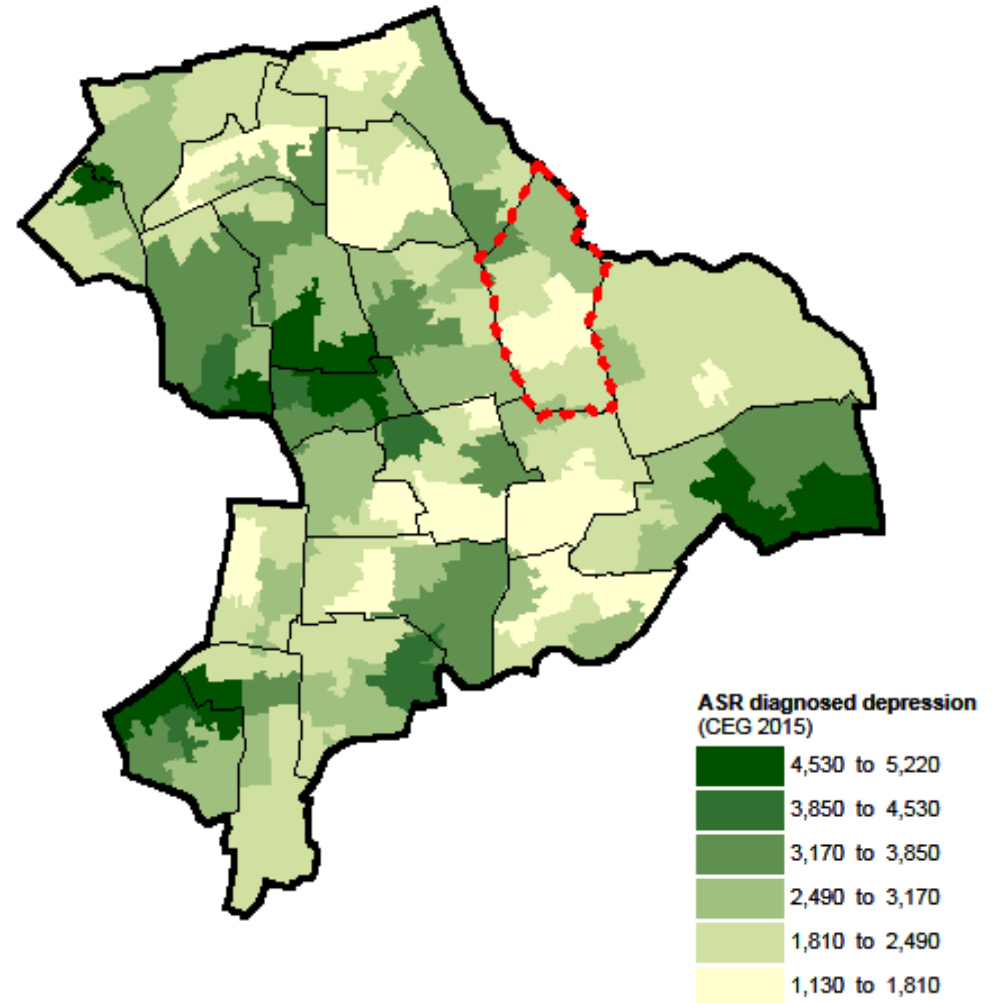 ASR diagnosed depression
(CEG 2015)
4,530 to 5,220
3,850 to 4,530
3,170 to 3,850
2,490 to 3,170
1,810 to 2,490
1,130 to 1,810